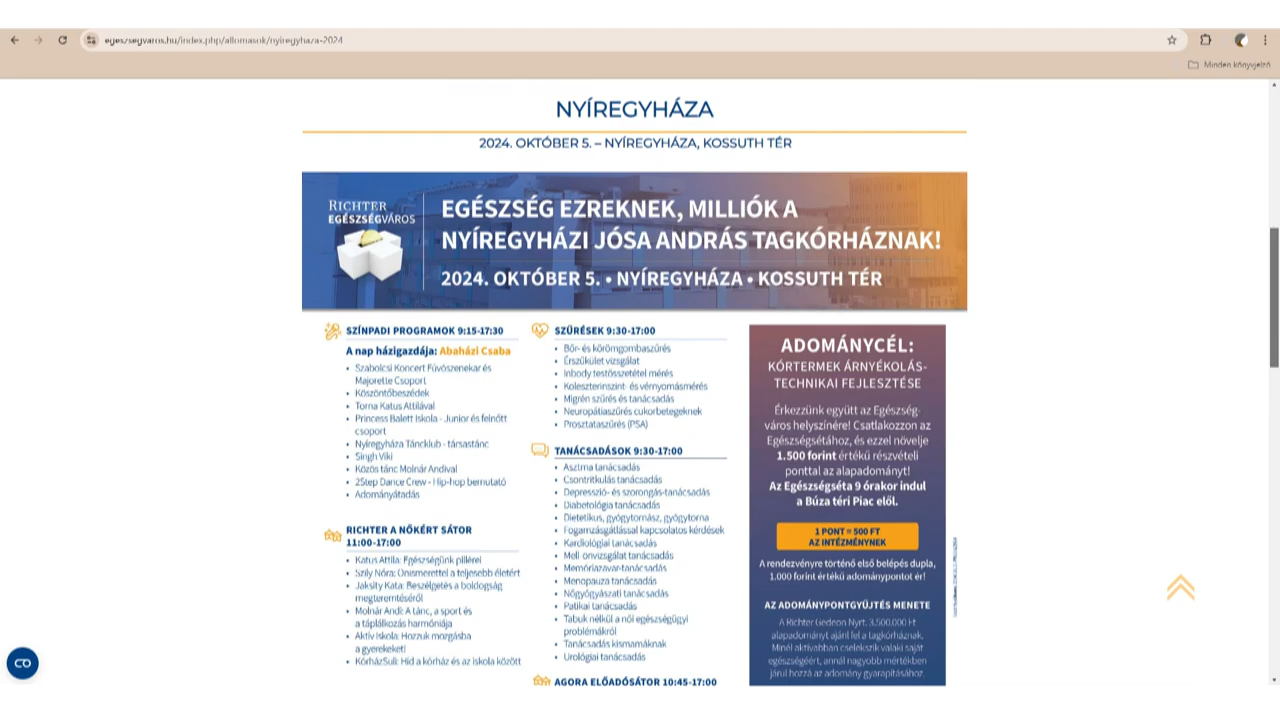 egeszsegvaros.hu/index.php/allomasok/nyiregyhaza-2024
Minden könyvjelző
NYÍREGYHÁZA
2024. OKTÓBER 5. – NYÍREGYHÁZA, KOSSUTH TÉR
RICHTER
EGÉSZSÉGVÁROS
EGÉSZSÉG EZREKNEK, MILLIÓK A
NYÍREGYHÁZI JÓSA ANDRÁS TAGKÓRHÁZNAK!
2024. OKTÓBER 5. • NYÍREGYHÁZA • KOSSUTH TÉR
SZÍNPADI PROGRAMOK 9:15-17:30
A nap házigazdája: Abaházi Csaba
• Szabolcsi Koncert Fúvószenekar és
Majorette Csoport
• Köszöntőbeszédek
• Torna Katus Attilával
• Princess Balett Iskola - Junior és felnőtt
csoport
• Nyíregyháza Táncklub - társastánc
• Singh Viki
• Közös tánc Molnár Andival
• 2Step Dance Crew - Hip-hop bemutató
• Adományátadás
RICHTER A NŐKÉRT SÁTOR
11:00-17:00
• Katus Attila: Egészségünk pillérei
• Szily Nóra: Önismerettel a teljesebb életért
• Jaksity Kata: Beszélgetés a boldogság
megteremtéséről
• Molnár Andi: A tánc, a sport és
a táplálkozás harmóniája
• Aktív Iskola: Hozzuk mozgásba
a gyerekeket!
• KórházSuli: Híd a kórház és az iskola között
SZŰRÉSEK 9:30-17:00
• Bőr- és körömgombaszűrés
• Érszűkület vizsgálat
• Inbody testösszetétel mérés
• Koleszterinszint- és vérnyomásmérés
• Migrén szűrés és tanácsadás
• Neuropátiaszűrés cukorbetegeknek
• Prosztataszűrés (PSA)
TANÁCSADÁSOK 9:30-17:00
• Asztma tanácsadás
• Csontritkulás tanácsadás
• Depresszió- és szorongás-tanácsadás
• Diabetológia tanácsadás
• Dietetikus, gyógytornász, gyógytorna
• Fogamzásgátlással kapcsolatos kérdések
• Kardiológiai tanácsadás
• Mell önvizsgálat tanácsadás
• Memóriazavar-tanácsadás
• Menopauza tanácsadás
• Nőgyógyászati tanácsadás
• Patikai tanácsadás
• Tabuk nélkül a női egészségügyi
problémákról
• Tanácsadás kismamáknak
• Urológiai tanácsadás
AGORA ELŐADÓSÁTOR 10:45-17:00
ADOMÁNYCÉL:
KÓRTERMEK ÁRNYÉKOLÁS-
TECHNIKAI FEJLESZTÉSE
Érkezzünk együtt az Egészség-
város helyszínére! Csatlakozzon az
Egészségsétához, és ezzel növelje
1.500 forint értékű részvételi
ponttal az alapadományt!
Az Egészségséta 9 órakor indul
a Búza téri Piac elől.
1 PONT = 500 FT
AZ INTÉZMÉNYNEK
A rendezvényre történő első belépés dupla,
1.000 forint értékű adománypontot ér!
AZ ADOMÁNYPONTGYŰJTÉS MENETE
A Richter Gedeon Nyrt. 3.500.000 Ft
alapadományt ajánl fel a tagkórháznak.
Minél aktívabban cselekszik valaki saját
egészségéért, annál nagyobb mértékben
járul hozzá az adomány gyarapításához.